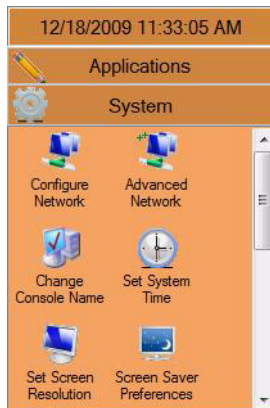 12/18/2009 11:33:05 AM
Applications
System
Configure
Network
Advanced
Network
Change
Console Name
Set System
Time
Set Screen
Resolution
Screen Saver
Preferences